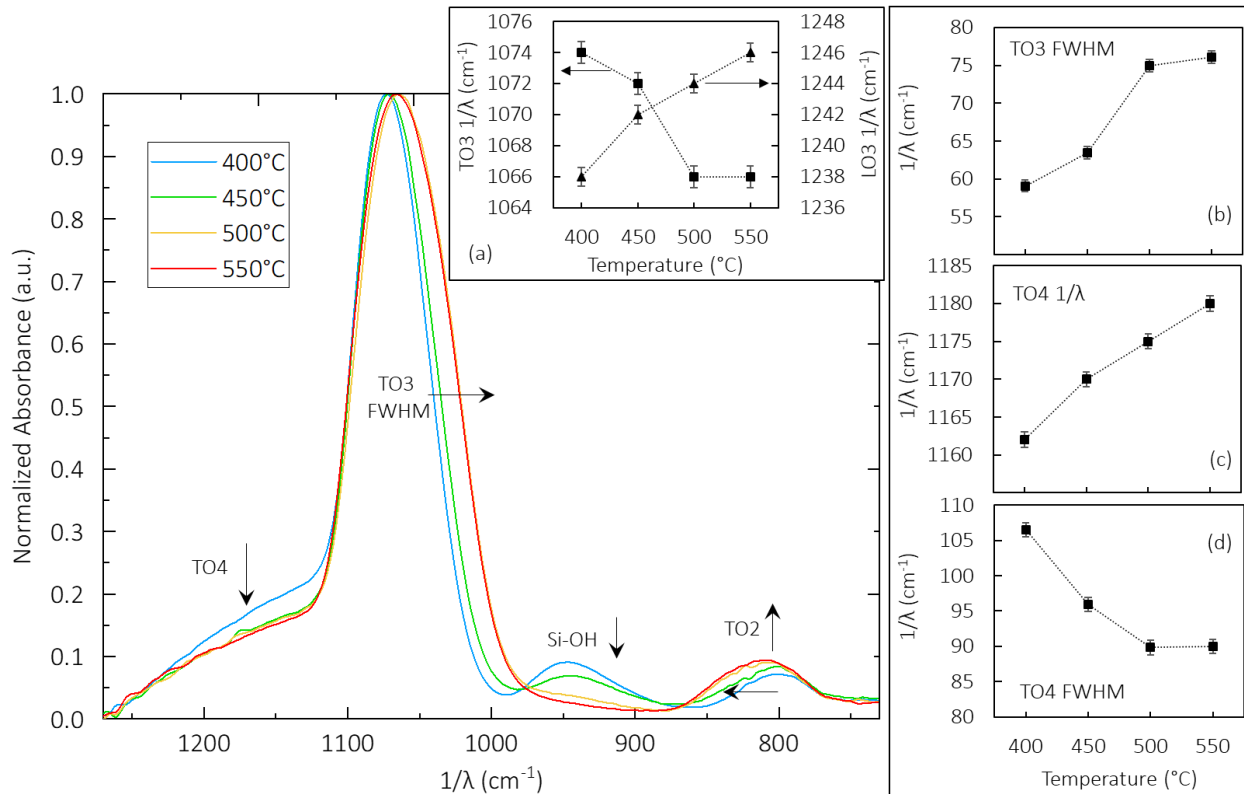 Normalized Absorbance (a.u.)
1.0
0.9
0.8
0.7
0.6
0.5
0.4
0.3
0.2
0.1
0.0
1200
1100
1000
900
800
1/λ (cm⁻¹)
400°C
450°C
500°C
550°C
TO4
TO3
FWHM
Si-OH
TO2
TO3 1/λ (cm⁻¹)
1076
1074
1072
1070
1068
1066
1064
1248
1246
1244
1242
1240
1238
1236
LO3 1/λ (cm⁻¹)
(a)
400
450
500
550
Temperature (°C)
TO3 FWHM
1/λ (cm⁻¹)
80
75
70
65
60
55
(b)
TO4 1/λ
1/λ (cm⁻¹)
1185
1180
1175
1170
1165
1160
(c)
1/λ (cm⁻¹)
110
105
100
95
90
85
80
(d)
TO4 FWHM
400
450
500
550
Temperature (°C)